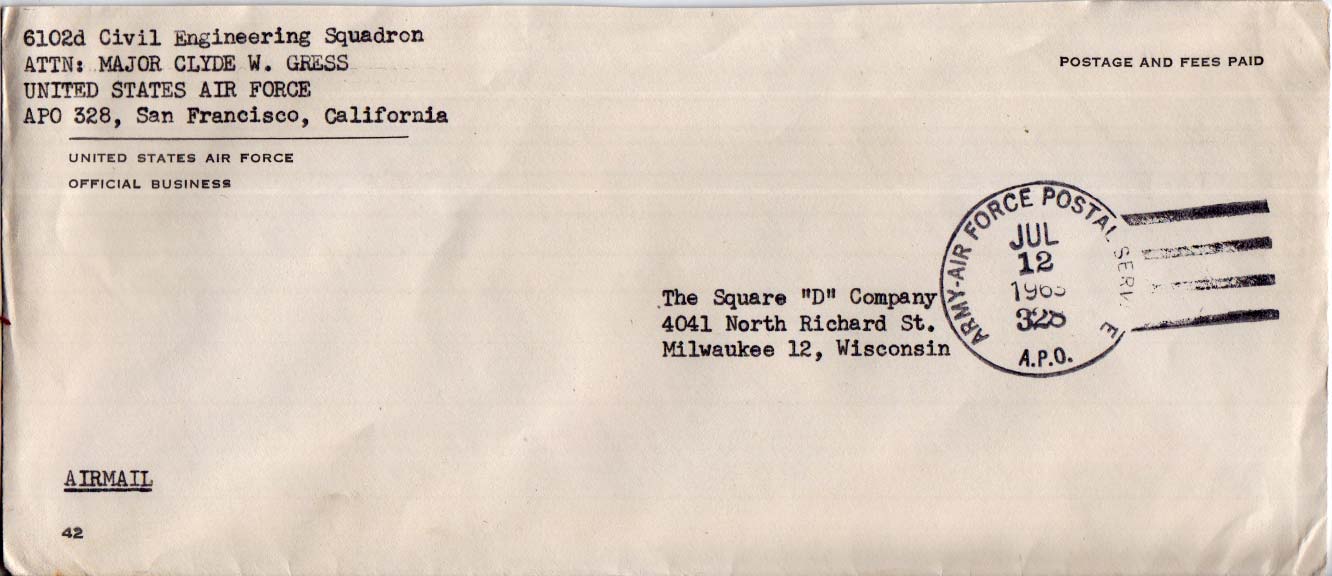 6102d Civil Engineering Squadron
ATTN: MAJOR CLYDE W. GRESS
UNITED STATES AIR FORCE
APO 328, San Francisco, California
UNITED STATES AIR FORCE
OFFICIAL BUSINESS
POSTAGE AND FEES PAID
ARMY-AIR FORCE POSTAL SERVICE
JUL
12
1963
328
A.P.O.
The Square "D" Company
4041 North Richard St.
Milwaukee 12, Wisconsin
AIRMAIL
42